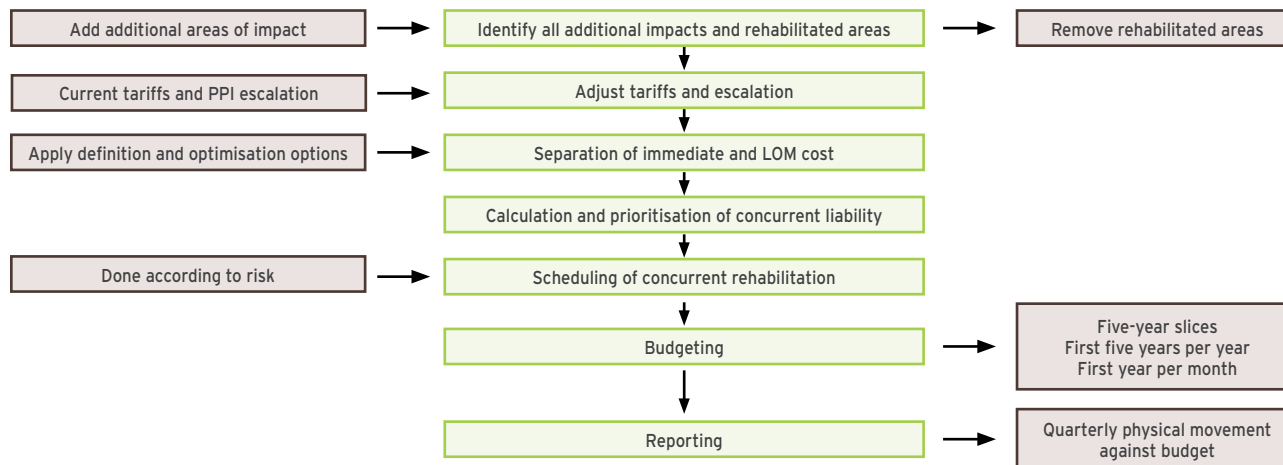 Add additional areas of impact
Identify all additional impacts and rehabilitated areas
Remove rehabilitated areas
Current tariffs and PPI escalation
Adjust tariffs and escalation
Apply definition and optimisation options
Separation of immediate and LOM cost
Calculation and prioritisation of concurrent liability
Done according to risk
Scheduling of concurrent rehabilitation
Budgeting
Five-year slices
First five years per year
First year per month
Reporting
Quarterly physical movement
against budget